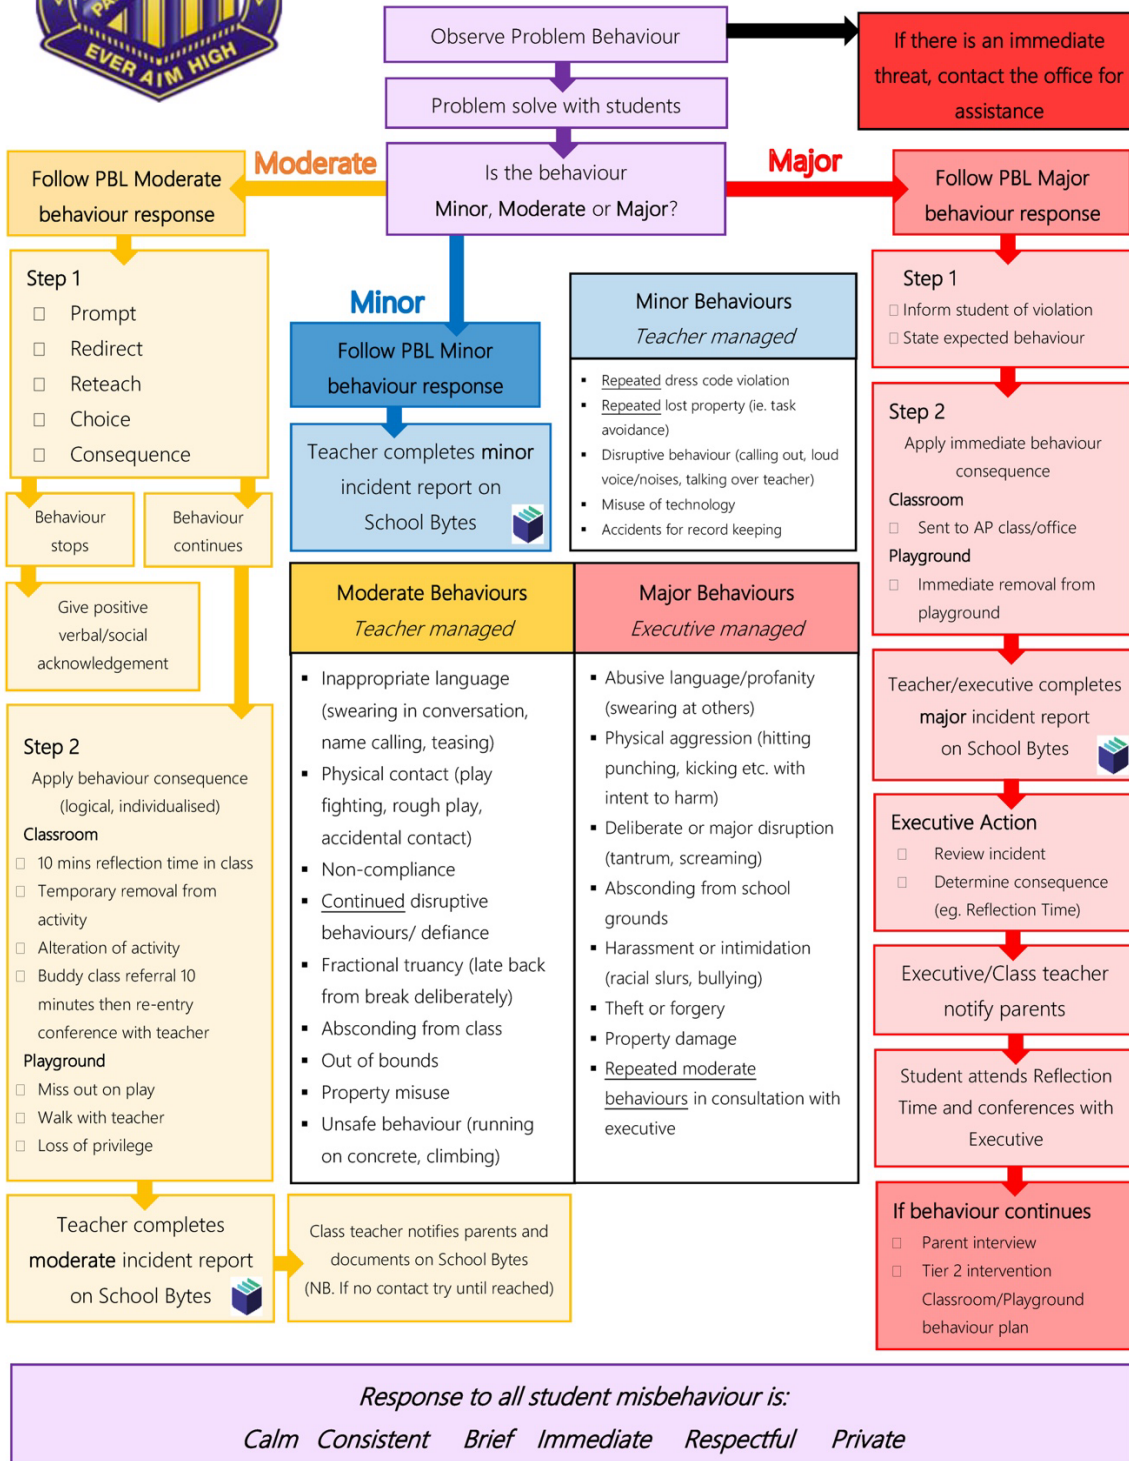 EVER AIM HIGH
Observe Problem Behaviour
If there is an immediate
threat, contact the office for
assistance
Problem solve with students
Is the behaviour
Minor, Moderate or Major?
Moderate
Major
Minor
Follow PBL Moderate
behaviour response
Step 1
Prompt
Redirect
Reteach
Choice
Consequence
Behaviour
stops
Behaviour
continues
Give positive
verbal/social
acknowledgement
Step 2
Apply behaviour consequence
(logical, individualised)
Classroom
10 mins reflection time in class
Temporary removal from
activity
Alteration of activity
Buddy class referral 10
minutes then re-entry
conference with teacher
Playground
Miss out on play
Walk with teacher
Loss of privilege
Teacher completes
moderate incident report
on School Bytes
Class teacher notifies parents and
documents on School Bytes
(NB. If no contact try until reached)
Follow PBL Minor
behaviour response
Teacher completes minor
incident report on
School Bytes
Minor Behaviours
Teacher managed
▪ Repeated dress code violation
▪ Repeated lost property (ie. task
avoidance)
▪ Disruptive behaviour (calling out, loud
voice/noises, talking over teacher)
▪ Misuse of technology
▪ Accidents for record keeping
Moderate Behaviours
Teacher managed
▪ Inappropriate language
(swearing in conversation,
name calling, teasing)
▪ Physical contact (play
fighting, rough play,
accidental contact)
▪ Non-compliance
▪ Continued disruptive
behaviours/ defiance
▪ Fractional truancy (late back
from break deliberately)
▪ Absconding from class
▪ Out of bounds
▪ Property misuse
▪ Unsafe behaviour (running
on concrete, climbing)
Major Behaviours
Executive managed
▪ Abusive language/profanity
(swearing at others)
▪ Physical aggression (hitting
punching, kicking etc. with
intent to harm)
▪ Deliberate or major disruption
(tantrum, screaming)
▪ Absconding from school
grounds
▪ Harassment or intimidation
(racial slurs, bullying)
▪ Theft or forgery
▪ Property damage
▪ Repeated moderate
behaviours in consultation with
executive
Follow PBL Major
behaviour response
Step 1
Inform student of violation
State expected behaviour
Step 2
Apply immediate behaviour
consequence
Classroom
Sent to AP class/office
Playground
Immediate removal from
playground
Teacher/executive completes
major incident report
on School Bytes
Executive Action
Review incident
Determine consequence
(eg. Reflection Time)
Executive/Class teacher
notify parents
Student attends Reflection
Time and conferences with
Executive
If behaviour continues
Parent interview
Tier 2 intervention
Classroom/Playground
behaviour plan
Response to all student misbehaviour is:
Calm Consistent Brief Immediate Respectful Private